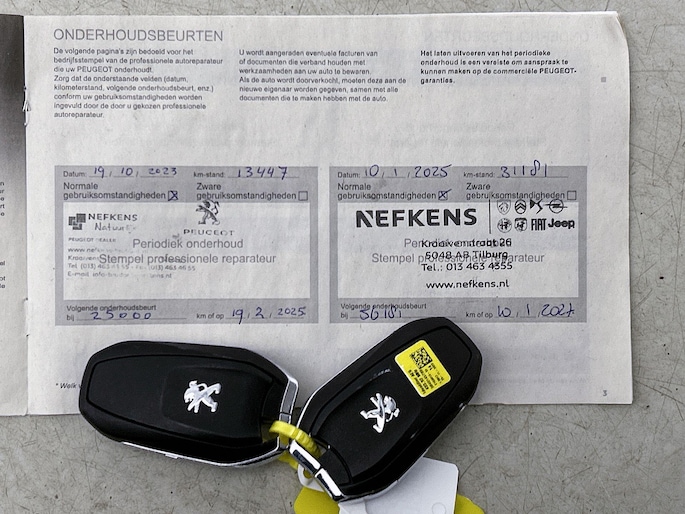 ONDERHOUDSBEURTEN
De volgende pagina's zijn bedoeld voor het
bedrijfsstempel van de professionele autoreparateur
die uw PEUGEOT onderhoudt.
Zorg dat de onderstaande velden (datum,
kilometerstand, volgende onderhoudsbeurt, enz.)
conform uw gebruiksomstandigheden worden
ingevuld door de door u gekozen professionele
autoreparateur.
U wordt aangeraden eventuele facturen van
of documenten die verband houden met
werkzaamheden aan uw auto te bewaren.
Als de auto wordt doorverkocht, moeten deze aan de
nieuwe eigenaar worden gegeven, samen met alle
documenten die te maken hebben met de auto.
Het laten uitvoeren van het periodieke
onderhoud is een vereiste om aanspraak te
kunnen maken op de commerciële PEUGEOT-
garanties.
Datum: 19, 10, 2023 km-stand: 13447
Normale gebruiksomstandigheden
Zware gebruiksomstandigheden
NEFKENS
PEUGEOT
PEUGEOT DEALER
Periodiek onderhoud
Stempel professionele reparateur
Volgende onderhoudsbeurt
bij 25000 km of op 19, 2, 2025
Datum: 10, 1, 2025 km-stand: 31181
Normale gebruiksomstandigheden
Zware gebruiksomstandigheden
NEFKENS
FIAT Jeep
Periodiek onderhoud
Stempel professionele reparateur
5048 AB Tilburg
Tel.: 013 463 4355
www.nefkens.nl
Volgende onderhoudsbeurt
bij 56181 km of op 10, 1, 2027
* Welk
3